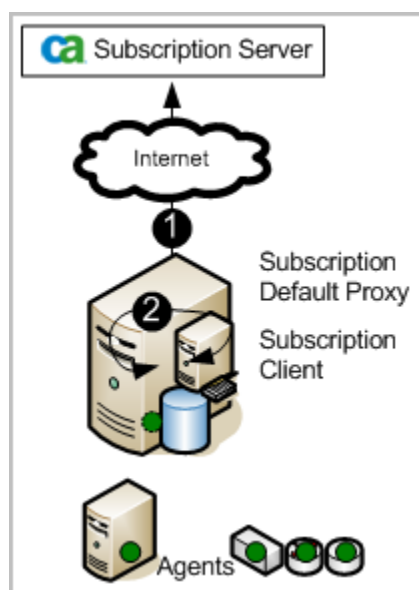 ca Subscription Server
Internet
1
Subscription
Default Proxy
2
Subscription
Client
Agents